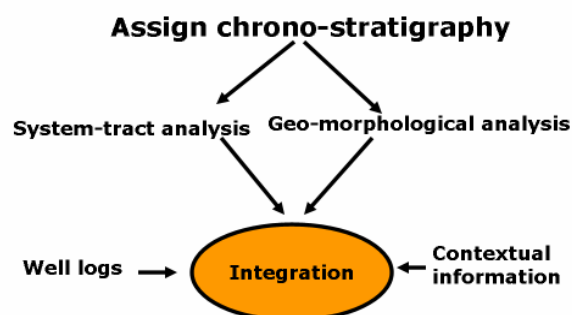 Assign chrono-stratigraphy
System-tract analysis
Geo-morphological analysis
Well logs
Integration
Contextual
information